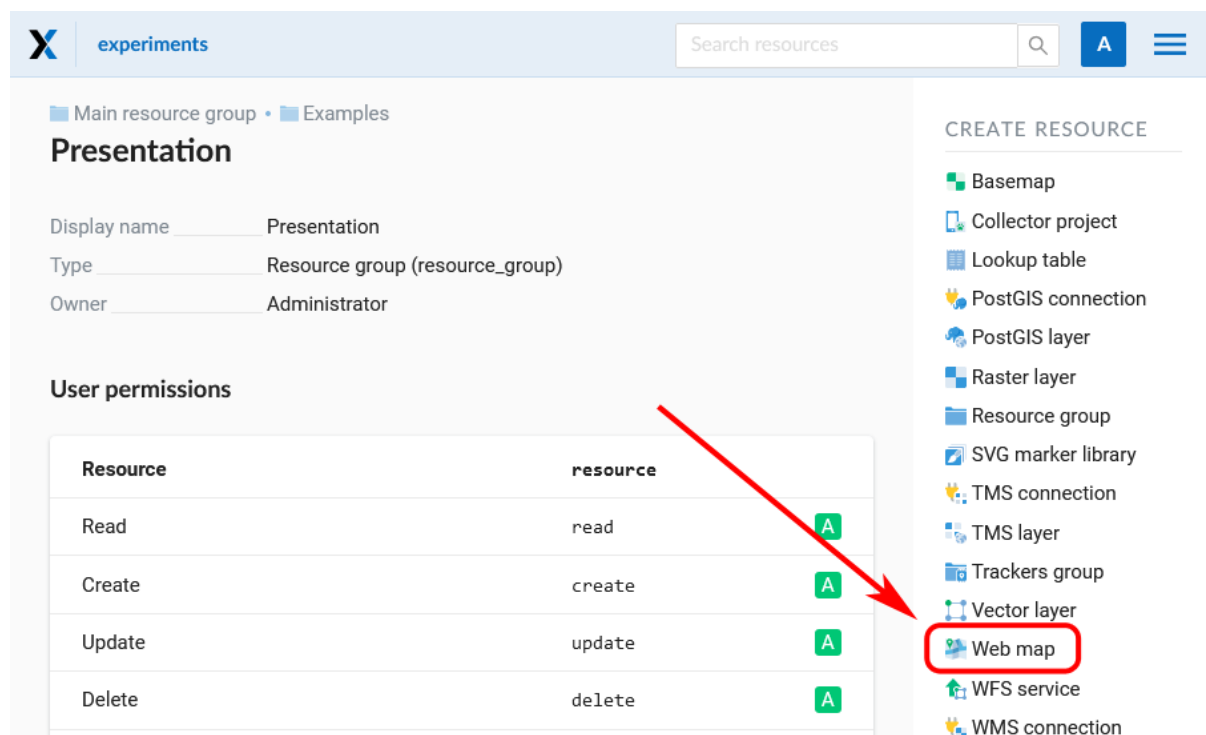 experiments
Search resources
A
Main resource group • Examples
Presentation
Display name Presentation
Type Resource group (resource_group)
Owner Administrator
User permissions
Resource resource
Read read A
Create create A
Update update A
Delete delete A
CREATE RESOURCE
Basemap
Collector project
Lookup table
PostGIS connection
PostGIS layer
Raster layer
Resource group
SVG marker library
TMS connection
TMS layer
Trackers group
Vector layer
Web map
WFS service
WMS connection